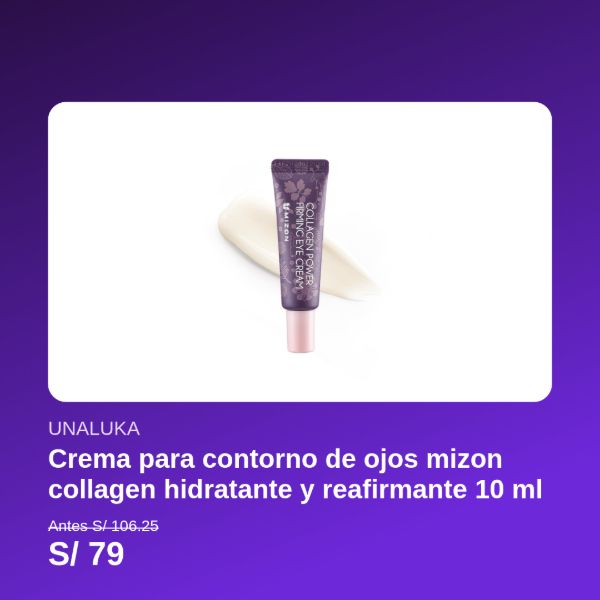 COLLAGEN POWER
FIRMING EYE CREAM
MIZON
UNALUKA
Crema para contorno de ojos mizon
collagen hidratante y reafirmante 10 ml
Antes S/ 106.25
S/ 79